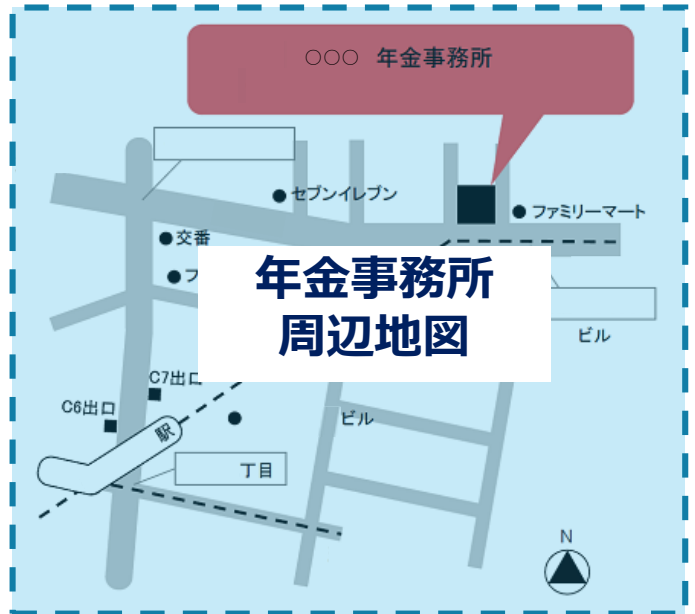 ○○○ 年金事務所
セブンイレブン
ファミリーマート
交番
フ
年金事務所
周辺地図
ビル
C7出口
C6出口
ビル
駅
丁目
N